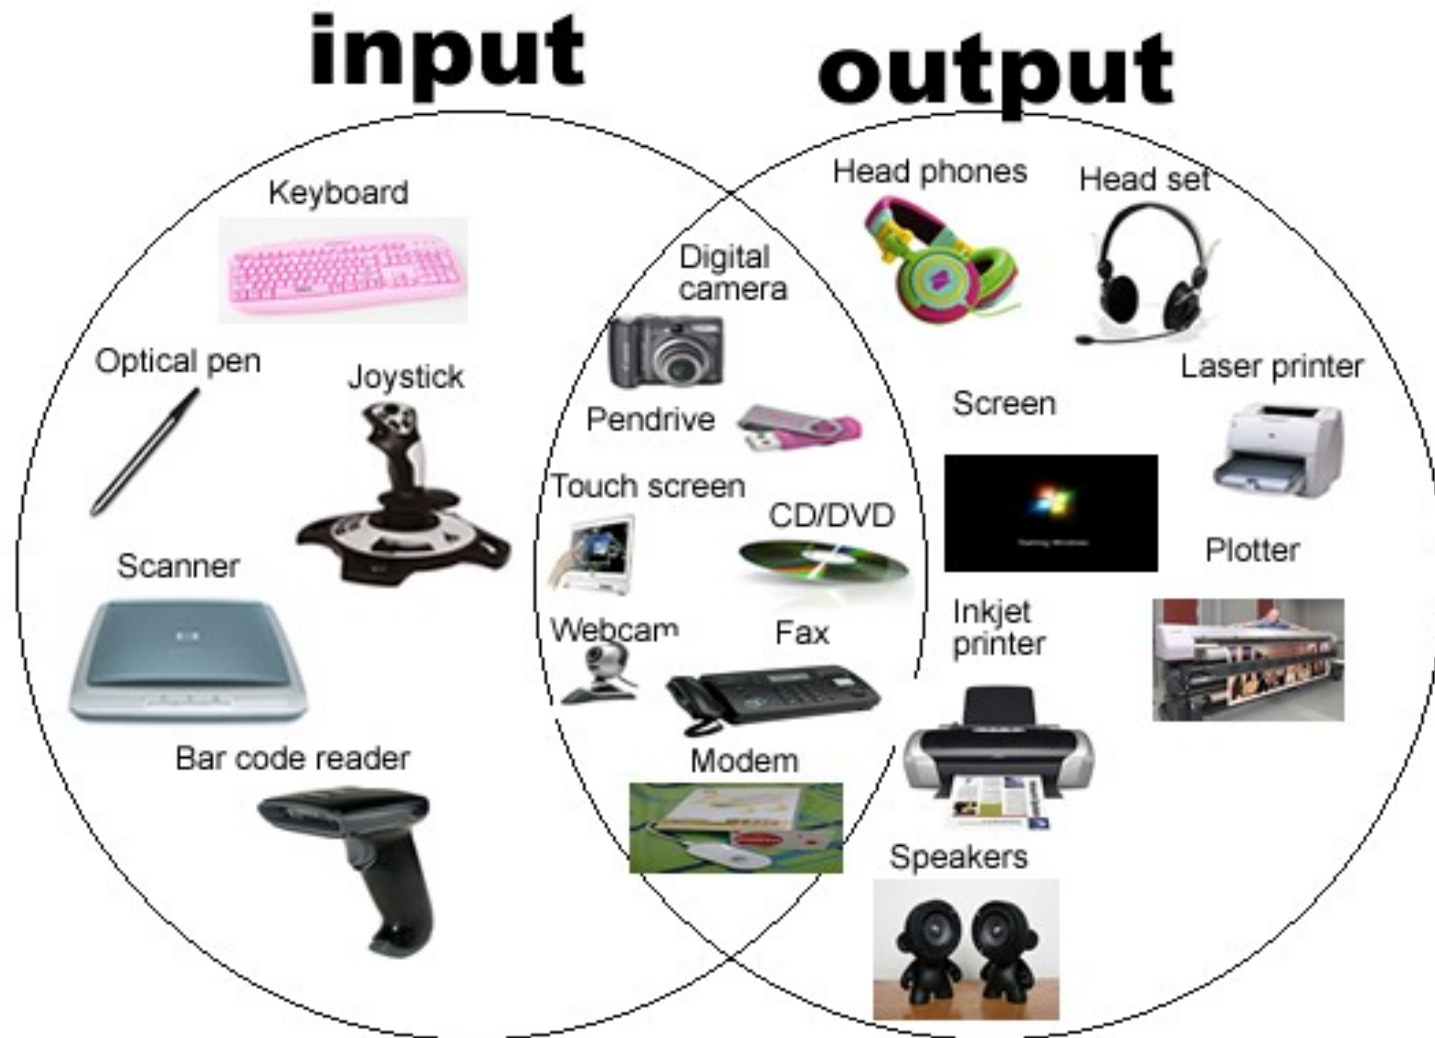 input
output
Keyboard
Optical pen
Joystick
Scanner
Bar code reader
Digital
camera
Pendrive
Touch screen
CD/DVD
Webcam
Fax
Modem
Head phones
Head set
Laser printer
Screen
Plotter
Inkjet
printer
Speakers